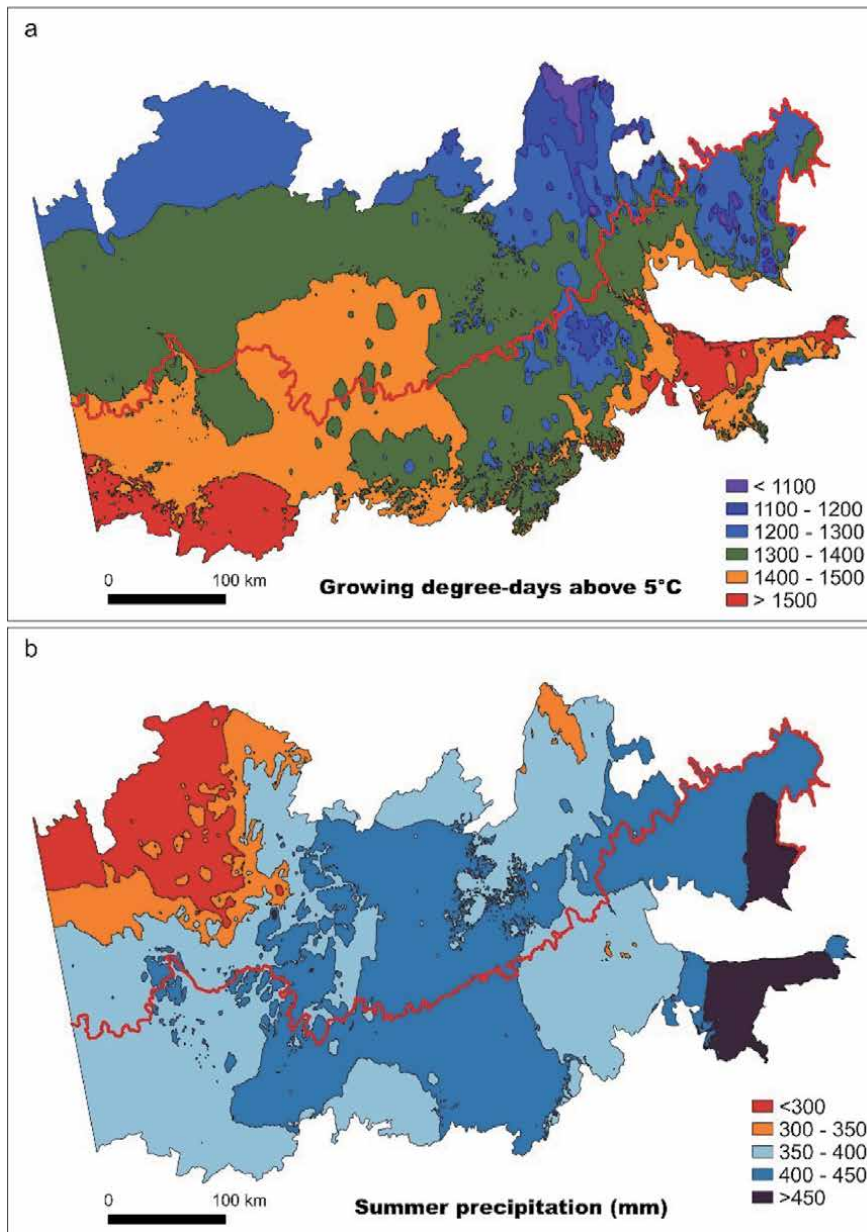 a
< 1100
1100 - 1200
1200 - 1300
1300 - 1400
1400 - 1500
> 1500
0 100 km
Growing degree-days above 5°C
b
<300
300 - 350
350 - 400
400 - 450
>450
0 100 km
Summer precipitation (mm)